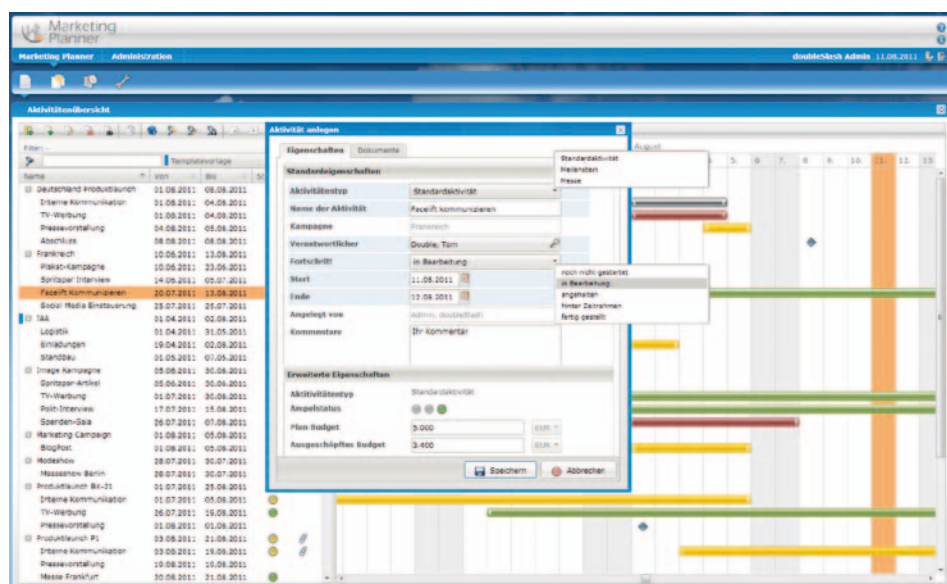 Marketing
Planner
Marketing Planner Administration doubleSlash Admin 11.08.2011
Aktivitätenübersicht
Aktivität anlegen
Filter: -
Templatevorlage
August
5. 6. 7. 8. 9. 10. 11. 12. 13.
Name Von Bis
Eigenschaften Dokumente
Standardeigenschaften
Aktivitätentyp Standardaktivität
Name der Aktivität Facelift kommunizieren
Kampagne Frankreich
Verantwortlicher Double, Tom
Fortschritt in Bearbeitung
Start 11.08.2011
Ende 12.08.2011
Angelegt von Admin, doubleSlash
Kommentare Ihr Kommentar
Erweiterte Eigenschaften
Aktitivitätentyp Standardaktivität
Ampelstatus
Plan Budget 5.000 EUR
Ausgeschöpftes Budget 3.400 EUR
Speichern Abbrechen
Standardaktivität
Meilenstein
Messe
noch nicht gestartet
in Bearbeitung
angehalten
hinter Zeitrahmen
fertig gestellt
Deutschland Produktlaunch 01.08.2011 08.08.2011
Interne Kommunikation 01.08.2011 04.08.2011
TV-Werbung 01.08.2011 04.08.2011
Pressevorstellung 04.08.2011 05.08.2011
Abschluss 08.08.2011 08.08.2011
Frankreich 10.06.2011 13.08.2011
Plakat-Kampagne 10.06.2011 23.06.2011
Spritspar Interview 14.06.2011 05.07.2011
Facelift Kommunizieren 20.07.2011 13.08.2011
Social Media Einsteuerung 25.07.2011 25.07.2011
IAA 01.04.2011 02.08.2011
Logistik 01.04.2011 31.05.2011
Einladungen 19.04.2011 02.08.2011
Standbau 01.05.2011 07.05.2011
Image Kampagne 05.06.2011 30.08.2011
Spritspar-Artikel 05.06.2011 30.06.2011
TV-Werbung 01.07.2011 30.08.2011
Polit-Interview 17.07.2011 15.08.2011
Spenden-Gala 26.07.2011 07.08.2011
Marketing Campaign 01.08.2011 05.08.2011
BlogPost 01.08.2011 05.08.2011
Modeshow 28.07.2011 30.07.2011
Messeshow Berlin 28.07.2011 30.07.2011
Produktlaunch BX-21 01.07.2011 25.08.2011
Interne Kommunikation 01.07.2011 05.08.2011
TV-Werbung 26.07.2011 15.08.2011
Pressevorstellung 01.08.2011 01.08.2011
Produktlaunch P1 03.08.2011 21.08.2011
Interne Kommunikation 03.08.2011 19.08.2011
Pressevorstellung 10.08.2011 10.08.2011
Messe Frankfurt 20.08.2011 21.08.2011